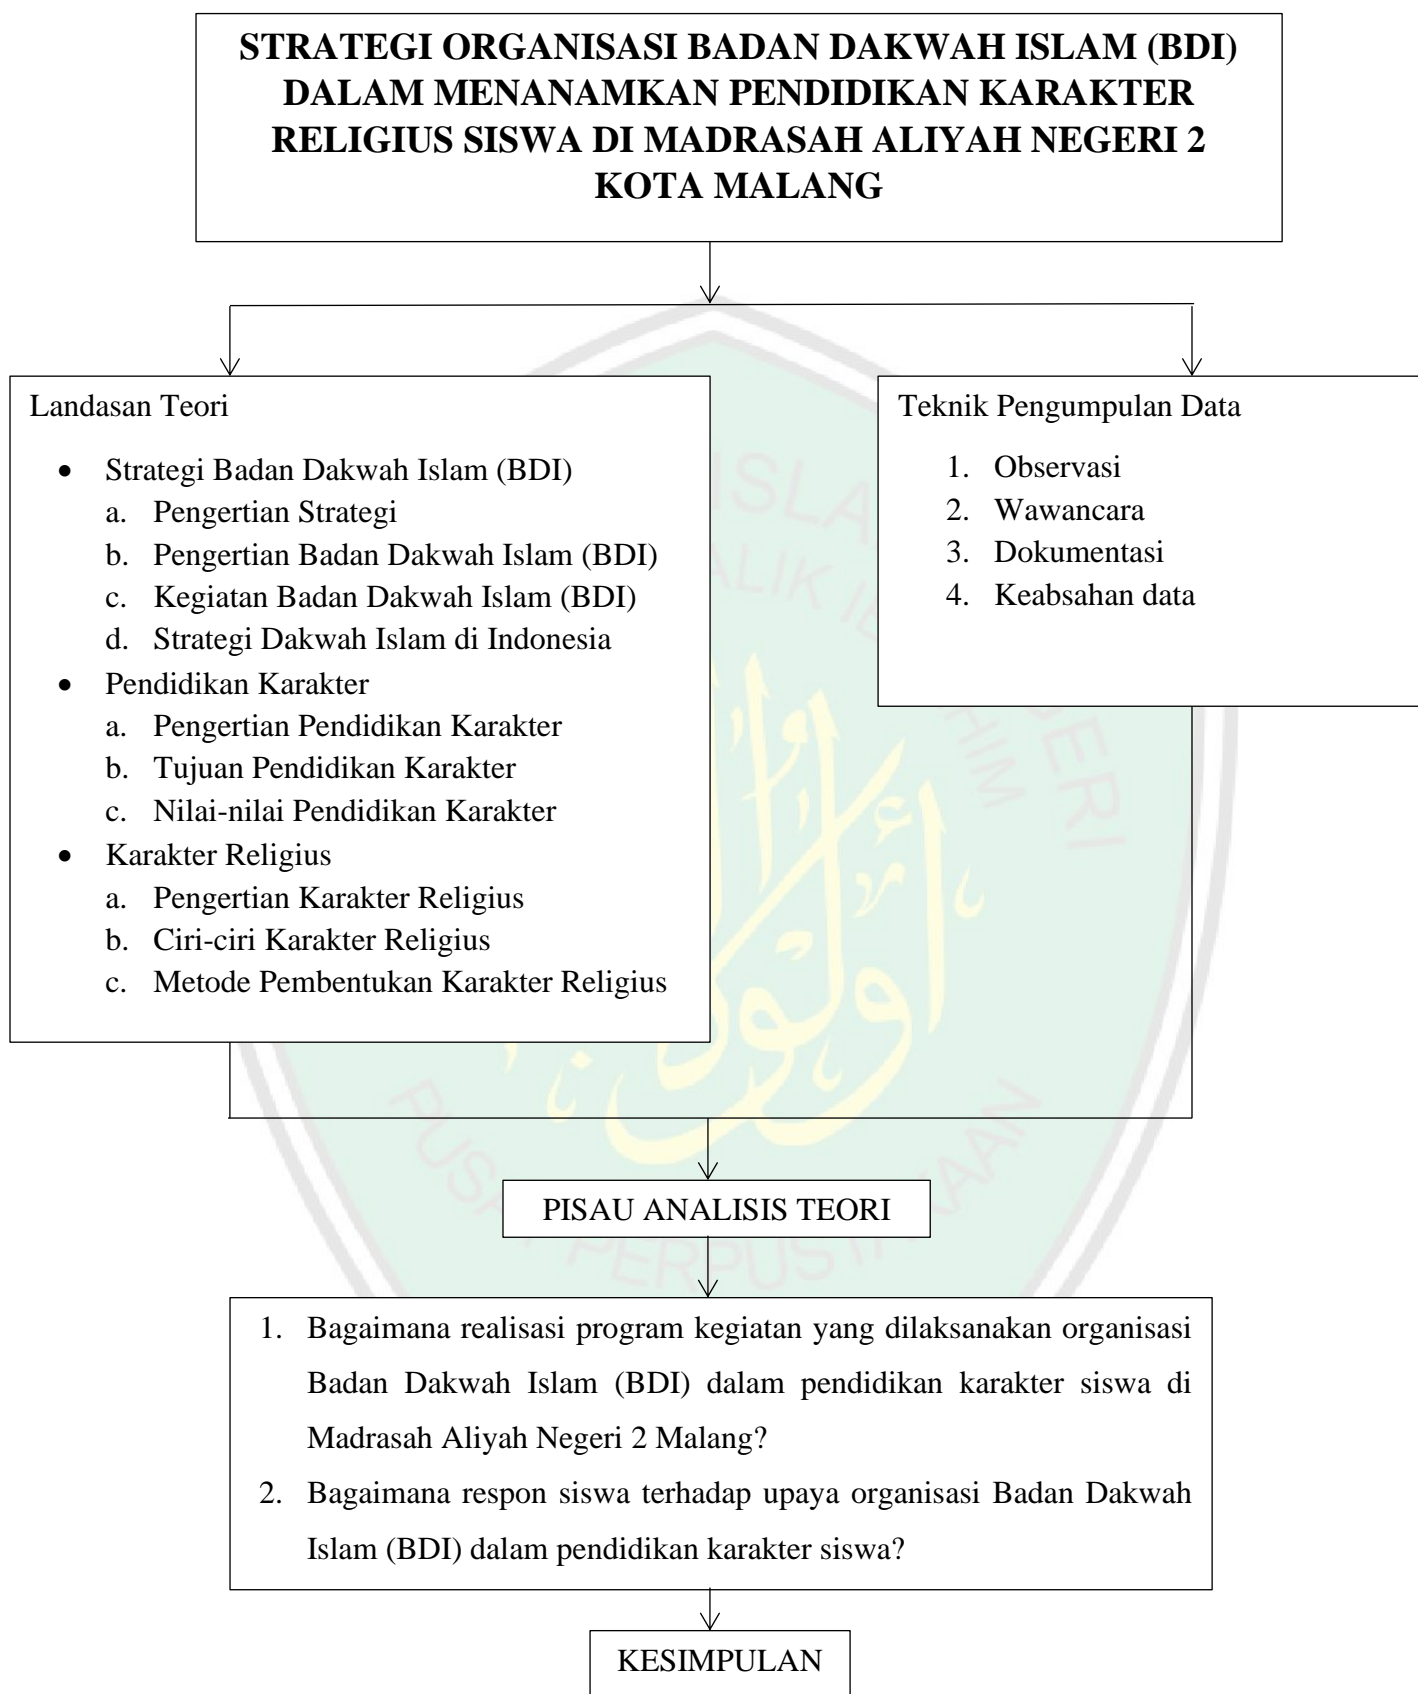 STRATEGI ORGANISASI BADAN DAKWAH ISLAM (BDI)
DALAM MENANAMKAN PENDIDIKAN KARAKTER
RELIGIUS SISWA DI MADRASAH ALIYAH NEGERI 2
KOTA MALANG
Landasan Teori
• Strategi Badan Dakwah Islam (BDI)
a. Pengertian Strategi
b. Pengertian Badan Dakwah Islam (BDI)
c. Kegiatan Badan Dakwah Islam (BDI)
d. Strategi Dakwah Islam di Indonesia
• Pendidikan Karakter
a. Pengertian Pendidikan Karakter
b. Tujuan Pendidikan Karakter
c. Nilai-nilai Pendidikan Karakter
• Karakter Religius
a. Pengertian Karakter Religius
b. Ciri-ciri Karakter Religius
c. Metode Pembentukan Karakter Religius
Teknik Pengumpulan Data
1. Observasi
2. Wawancara
3. Dokumentasi
4. Keabsahan data
PISAU ANALISIS TEORI
1. Bagaimana realisasi program kegiatan yang dilaksanakan organisasi
Badan Dakwah Islam (BDI) dalam pendidikan karakter siswa di
Madrasah Aliyah Negeri 2 Malang?
2. Bagaimana respon siswa terhadap upaya organisasi Badan Dakwah
Islam (BDI) dalam pendidikan karakter siswa?
KESIMPULAN